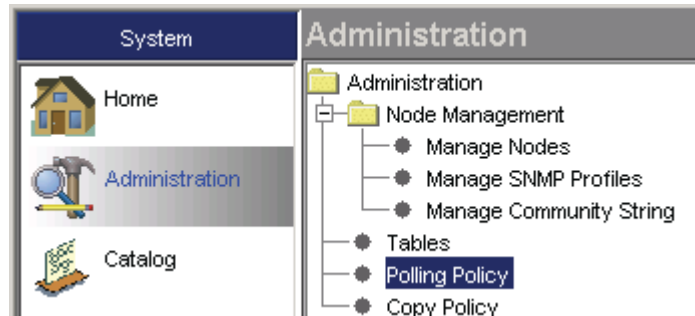 System
Home
Administration
Catalog
Administration
Administration
Node Management
Manage Nodes
Manage SNMP Profiles
Manage Community String
Tables
Polling Policy
Copy Policy